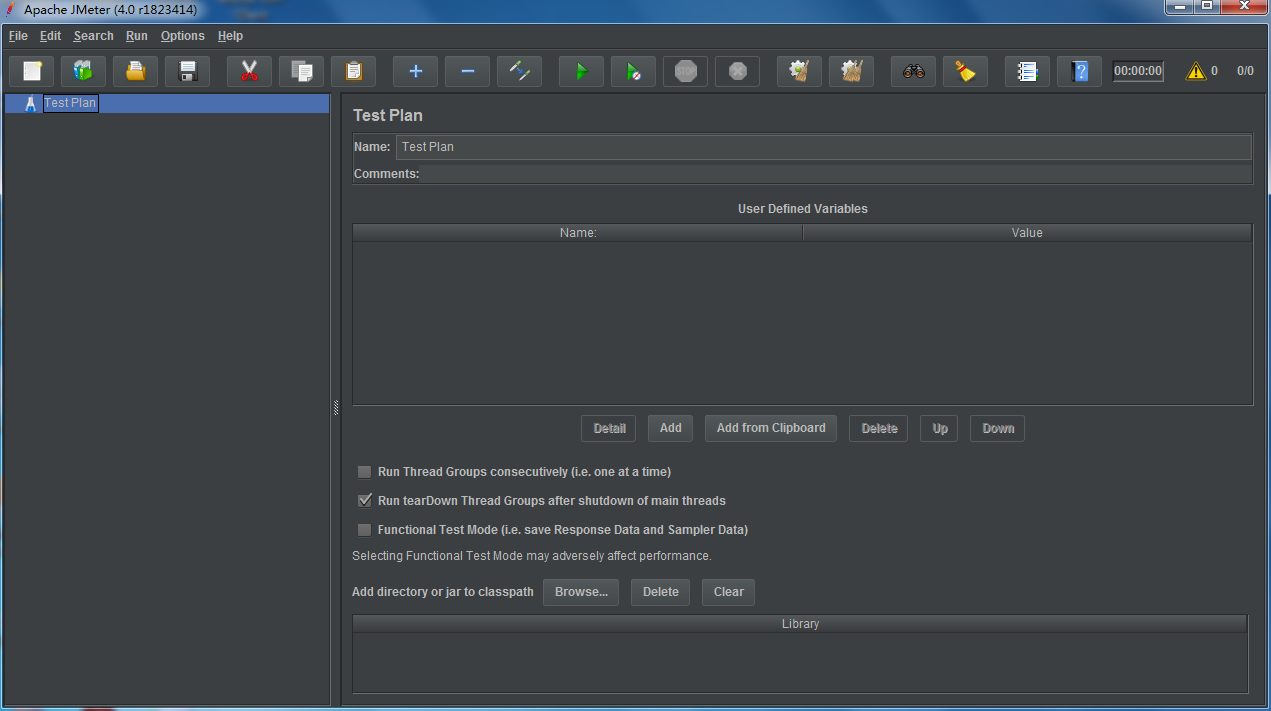 Apache JMeter (4.0 r1823414)
File Edit Search Run Options Help
STOP 00:00:00 0 0/0
Test Plan
Test Plan
Name: Test Plan
Comments:
User Defined Variables
Name: Value
Detail Add Add from Clipboard Delete Up Down
Run Thread Groups consecutively (i.e. one at a time)
Run tearDown Thread Groups after shutdown of main threads
Functional Test Mode (i.e. save Response Data and Sampler Data)
Selecting Functional Test Mode may adversely affect performance.
Add directory or jar to classpath Browse... Delete Clear
Library